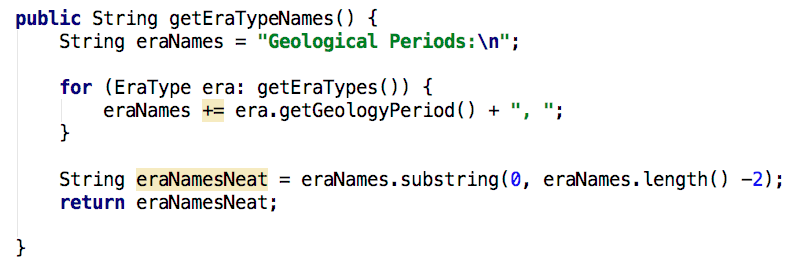 public String getEraTypeNames() {
    String eraNames = "Geological Periods:\n";
    for (EraType era: getEraTypes()) {
        eraNames += era.getGeologyPeriod() + ", ";
    }
    String eraNamesNeat = eraNames.substring(0, eraNames.length() -2);
    return eraNamesNeat;
}